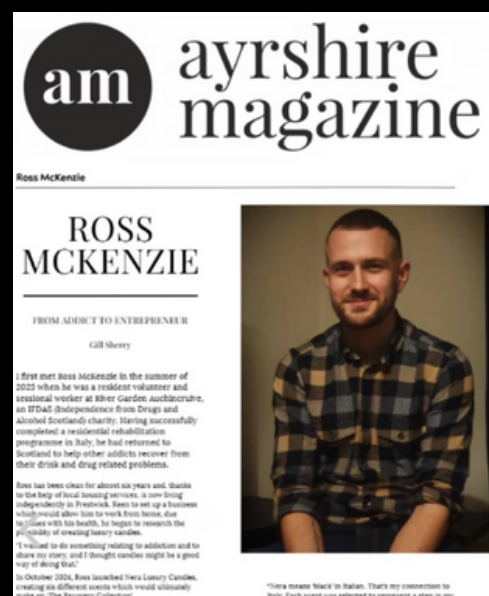 am
ayrshire
magazine
Ross McKenzie
ROSS
MCKENZIE
FROM ADDICT TO ENTREPRENEUR
Gill Sherry
I first met Ross McKenzie in the summer of
2023 when he was a resident volunteer and
sessional worker at River Garden Auchincruive,
an IFDAS (Independence from Drugs and
Alcohol Scotland) charity. Having successfully
completed a residential rehabilitation
programme in Italy, he had returned to
Scotland to help other addicts recover from
their drink and drug related problems.
Ross has been clean for almost six years and, thanks
to the help of local housing services, is now living
independently in Prestwick. Keen to set up a business
which would allow him to work from home, due
to issues with his health, he began to research the
possibility of creating luxury candles.
"I wanted to do something relating to addiction and to
share my story, and I thought candles might be a good
way of doing that."
In October 2024, Ross launched Nera Luxury Candles,
creating six different scents which would ultimately
make up 'The Recovery Collection'.
"Nera means 'black' in Italian. That's my connection to
Italy. Each scent was selected to represent a step in my